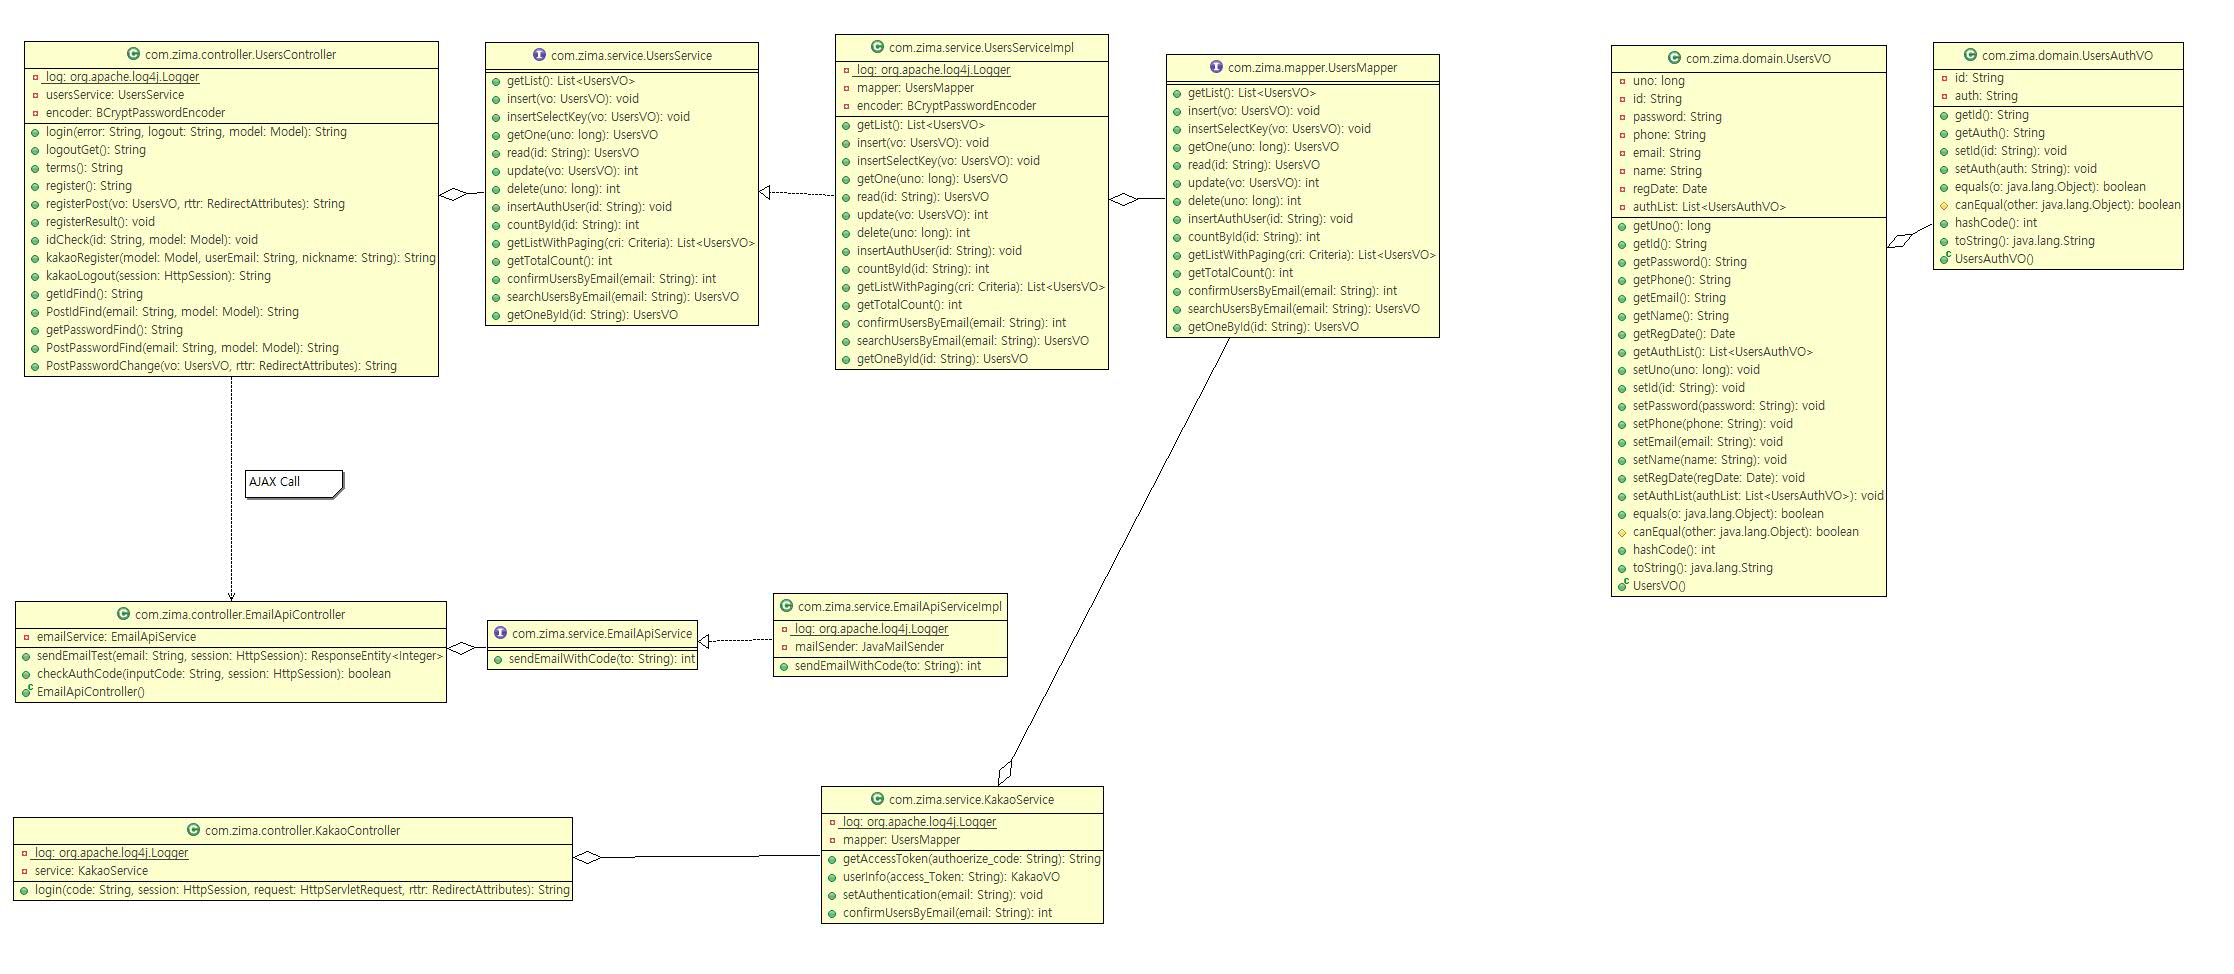 com.zima.controller.UsersController
log: org.apache.log4j.Logger
usersService: UsersService
encoder: BCryptPasswordEncoder
login(error: String, logout: String, model: Model): String
logoutGet(): String
terms(): String
register(): String
registerPost(vo: UsersVO, rttr: RedirectAttributes): String
registerResult(): void
idCheck(id: String, model: Model): void
kakaoRegister(model: Model, userEmail: String, nickname: String): String
kakaoLogout(session: HttpSession): String
getIdFind(): String
PostIdFind(email: String, model: Model): String
getPasswordFind(): String
PostPasswordFind(email: String, model: Model): String
PostPasswordChange(vo: UsersVO, rttr: RedirectAttributes): String
com.zima.service.UsersService
getList(): List<UsersVO>
insert(vo: UsersVO): void
insertSelectKey(vo: UsersVO): void
getOne(uno: long): UsersVO
read(id: String): UsersVO
update(vo: UsersVO): int
delete(uno: long): int
insertAuthUser(id: String): void
countById(id: String): int
getListWithPaging(cri: Criteria): List<UsersVO>
getTotalCount(): int
confirmUsersByEmail(email: String): int
searchUsersByEmail(email: String): UsersVO
getOneById(id: String): UsersVO
com.zima.service.UsersServiceImpl
log: org.apache.log4j.Logger
mapper: UsersMapper
encoder: BCryptPasswordEncoder
getList(): List<UsersVO>
insert(vo: UsersVO): void
insertSelectKey(vo: UsersVO): void
getOne(uno: long): UsersVO
read(id: String): UsersVO
update(vo: UsersVO): int
delete(uno: long): int
insertAuthUser(id: String): void
countById(id: String): int
getListWithPaging(cri: Criteria): List<UsersVO>
getTotalCount(): int
confirmUsersByEmail(email: String): int
searchUsersByEmail(email: String): UsersVO
getOneById(id: String): UsersVO
com.zima.mapper.UsersMapper
getList(): List<UsersVO>
insert(vo: UsersVO): void
insertSelectKey(vo: UsersVO): void
getOne(uno: long): UsersVO
read(id: String): UsersVO
update(vo: UsersVO): int
delete(uno: long): int
insertAuthUser(id: String): void
countById(id: String): int
getListWithPaging(cri: Criteria): List<UsersVO>
getTotalCount(): int
confirmUsersByEmail(email: String): int
searchUsersByEmail(email: String): UsersVO
getOneById(id: String): UsersVO
com.zima.domain.UsersVO
uno: long
id: String
password: String
phone: String
email: String
name: String
regDate: Date
authList: List<UsersAuthVO>
getUno(): long
getId(): String
getPassword(): String
getPhone(): String
getEmail(): String
getName(): String
getRegDate(): Date
getAuthList(): List<UsersAuthVO>
setUno(uno: long): void
setId(id: String): void
setPassword(password: String): void
setPhone(phone: String): void
setEmail(email: String): void
setName(name: String): void
setRegDate(regDate: Date): void
setAuthList(authList: List<UsersAuthVO>): void
equals(o: java.lang.Object): boolean
canEqual(other: java.lang.Object): boolean
hashCode(): int
toString(): java.lang.String
UsersVO()
com.zima.domain.UsersAuthVO
id: String
auth: String
getId(): String
getAuth(): String
setId(id: String): void
setAuth(auth: String): void
equals(o: java.lang.Object): boolean
canEqual(other: java.lang.Object): boolean
hashCode(): int
toString(): java.lang.String
UsersAuthVO()
AJAX Call
com.zima.controller.EmailApiController
emailService: EmailApiService
sendEmailTest(email: String, session: HttpSession): ResponseEntity<Integer>
checkAuthCode(inputCode: String, session: HttpSession): boolean
EmailApiController()
com.zima.service.EmailApiService
sendEmailWithCode(to: String): int
com.zima.service.EmailApiServiceImpl
log: org.apache.log4j.Logger
mailSender: JavaMailSender
sendEmailWithCode(to: String): int
com.zima.controller.KakaoController
log: org.apache.log4j.Logger
service: KakaoService
login(code: String, session: HttpSession, request: HttpServletRequest, rttr: RedirectAttributes): String
com.zima.service.KakaoService
log: org.apache.log4j.Logger
mapper: UsersMapper
getAccessToken(authoerize_code: String): String
userInfo(access_Token: String): KakaoVO
setAuthentication(email: String): void
confirmUsersByEmail(email: String): int